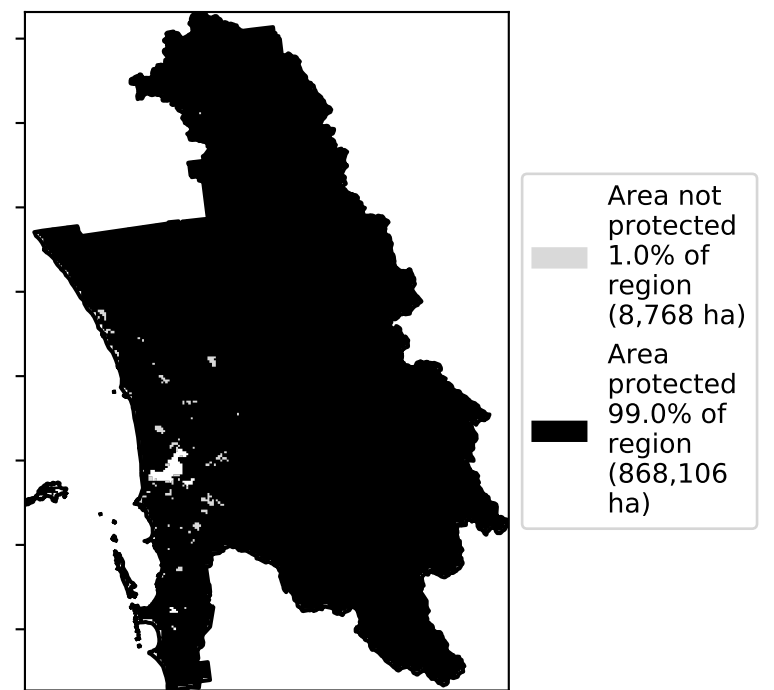 Area not
protected
1.0% of
region
(8,768 ha)
Area
protected
99.0% of
region
(868,106
ha)